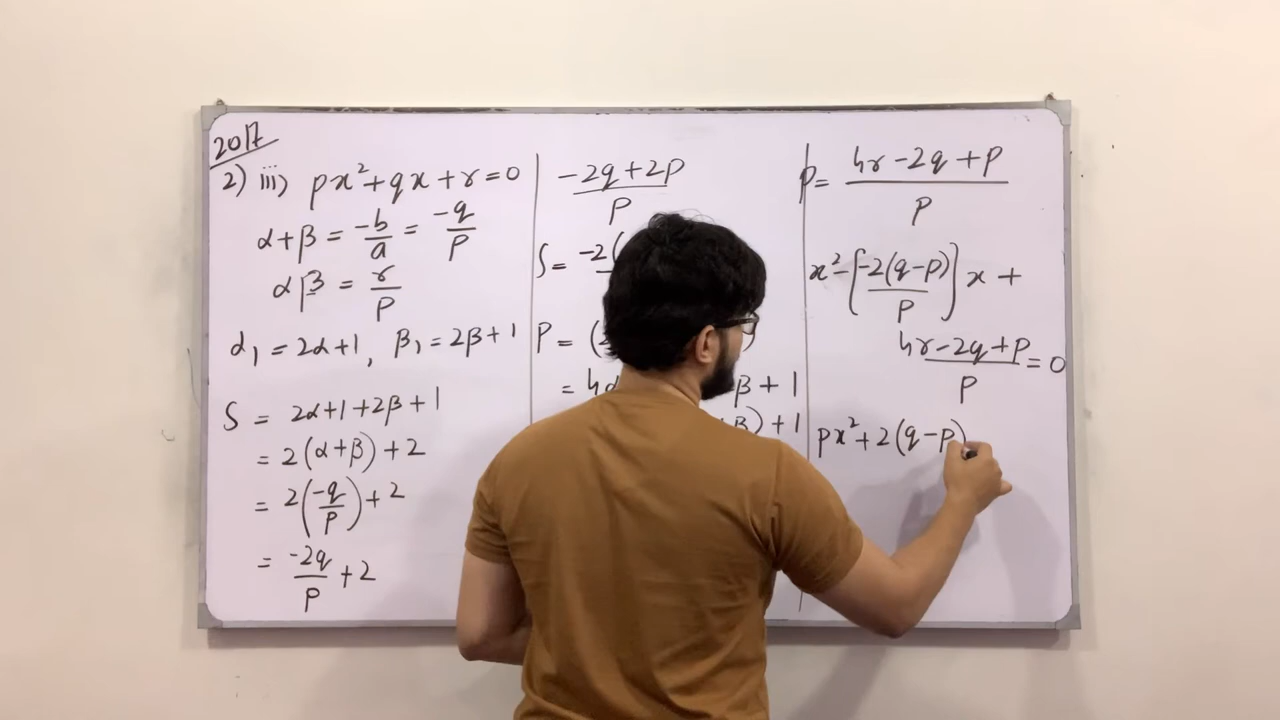 2017
2) iii) px²+qx+r=0
α+β = -b/a = -q/p
αβ = r/p
α₁ = 2α+1, β₁ = 2β+1
S = 2α+1+2β+1
= 2(α+β)+2
= 2(-q/p)+2
= -2q/p +2
-2q+2p/p
S= -2(
P = (
= 4α β+1
β)+1
p= 4r-2q+p/p
x²-(-2(q-p)/p)x +
4r-2q+p/p =0
px²+2(q-p)